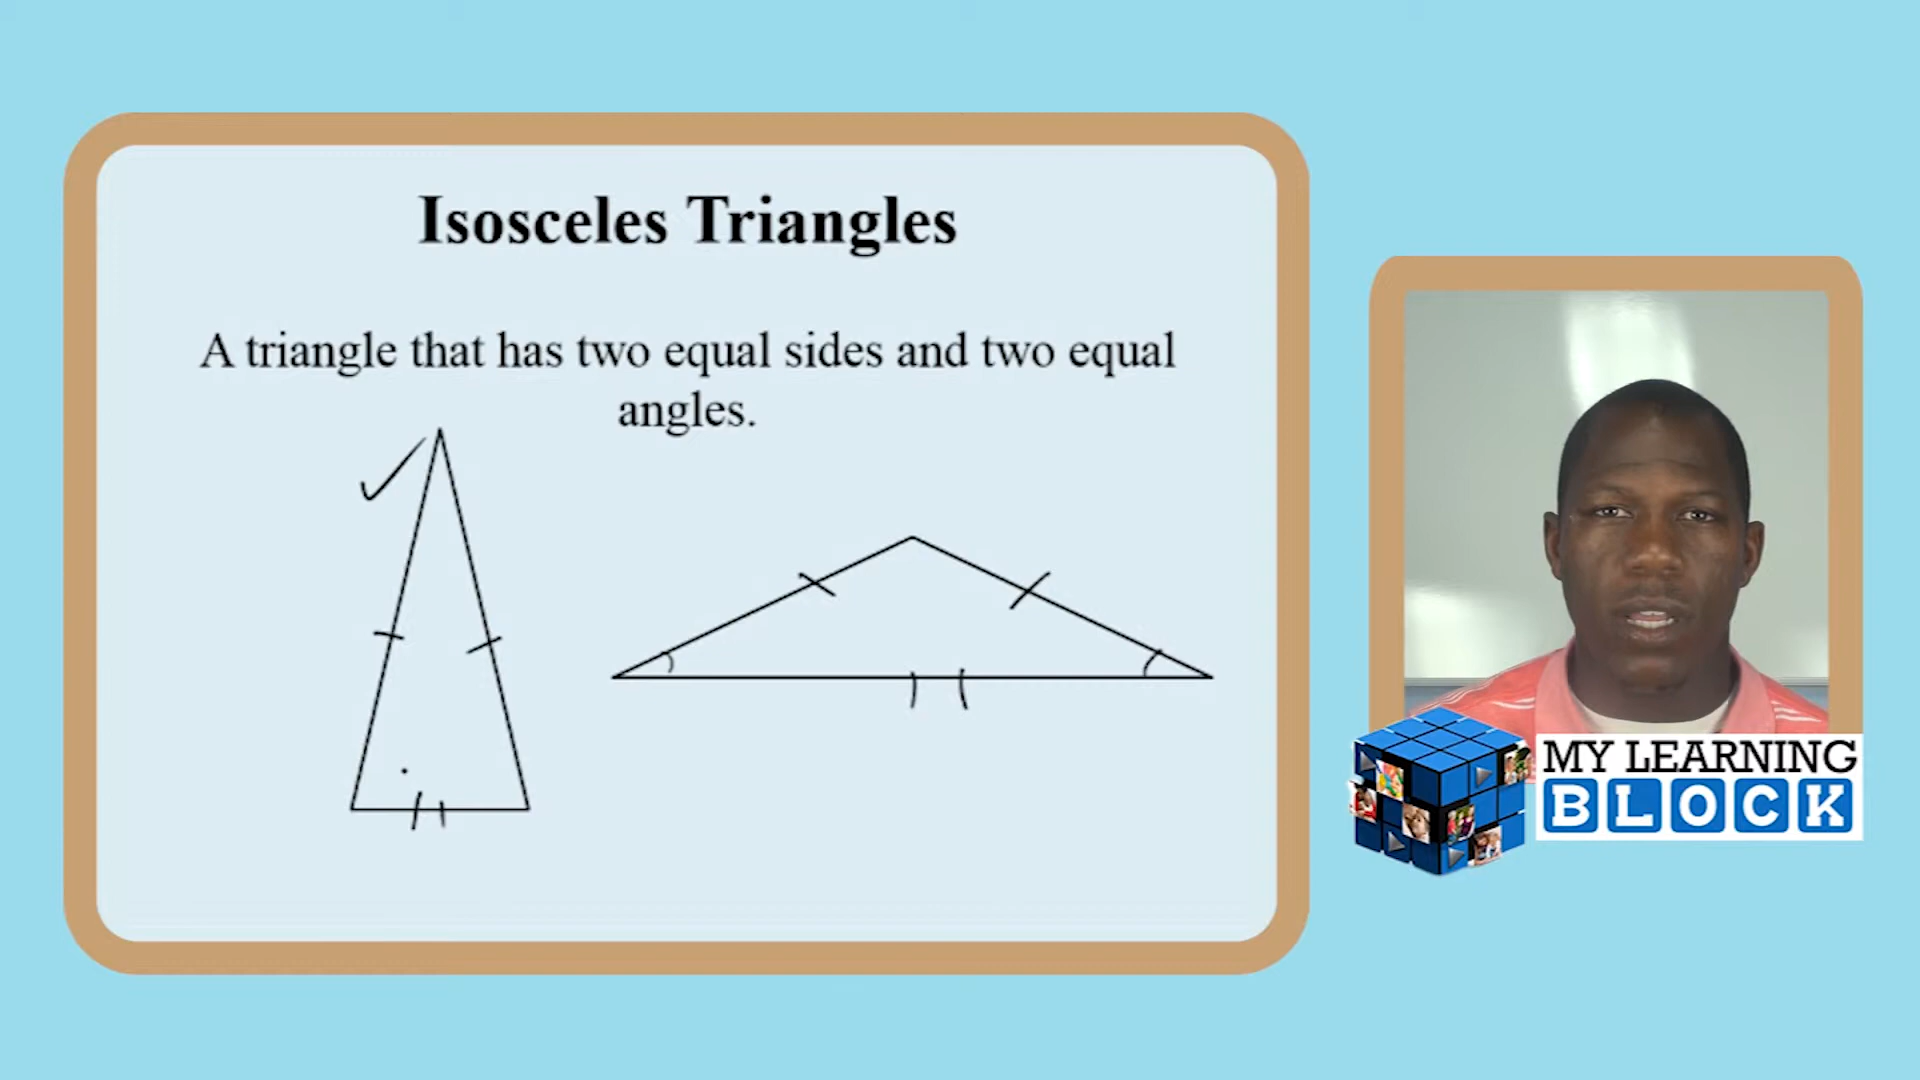 Isosceles Triangles
A triangle that has two equal sides and two equal
angles.
MY LEARNING
BLOCK